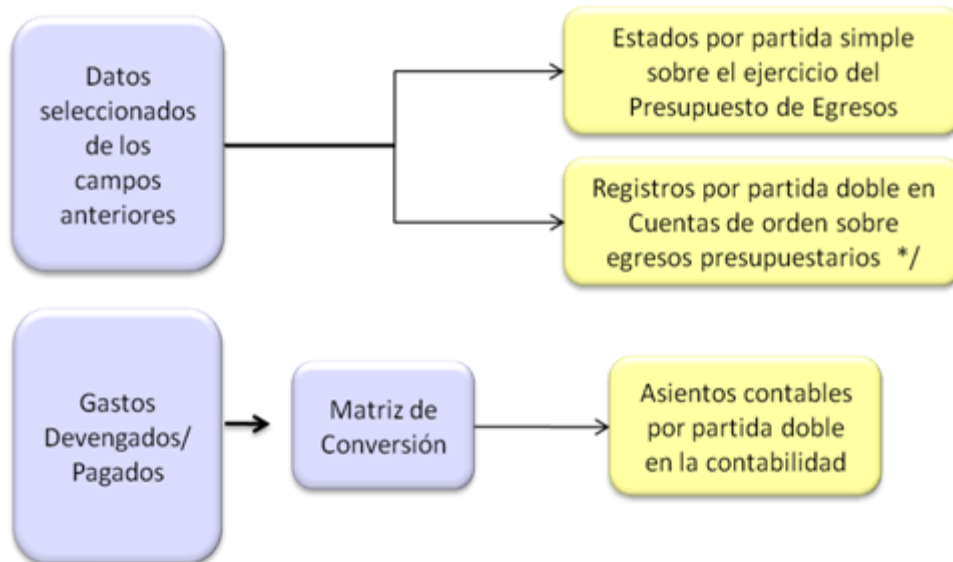 Datos
seleccionados
de los
campos
anteriores
Estados por partida simple
sobre el ejercicio del
Presupuesto de Egresos
Registros por partida doble en
Cuentas de orden sobre
egresos presupuestarios */
Gastos
Devengados/
Pagados
Matriz de
Conversión
Asientos contables
por partida doble
en la contabilidad